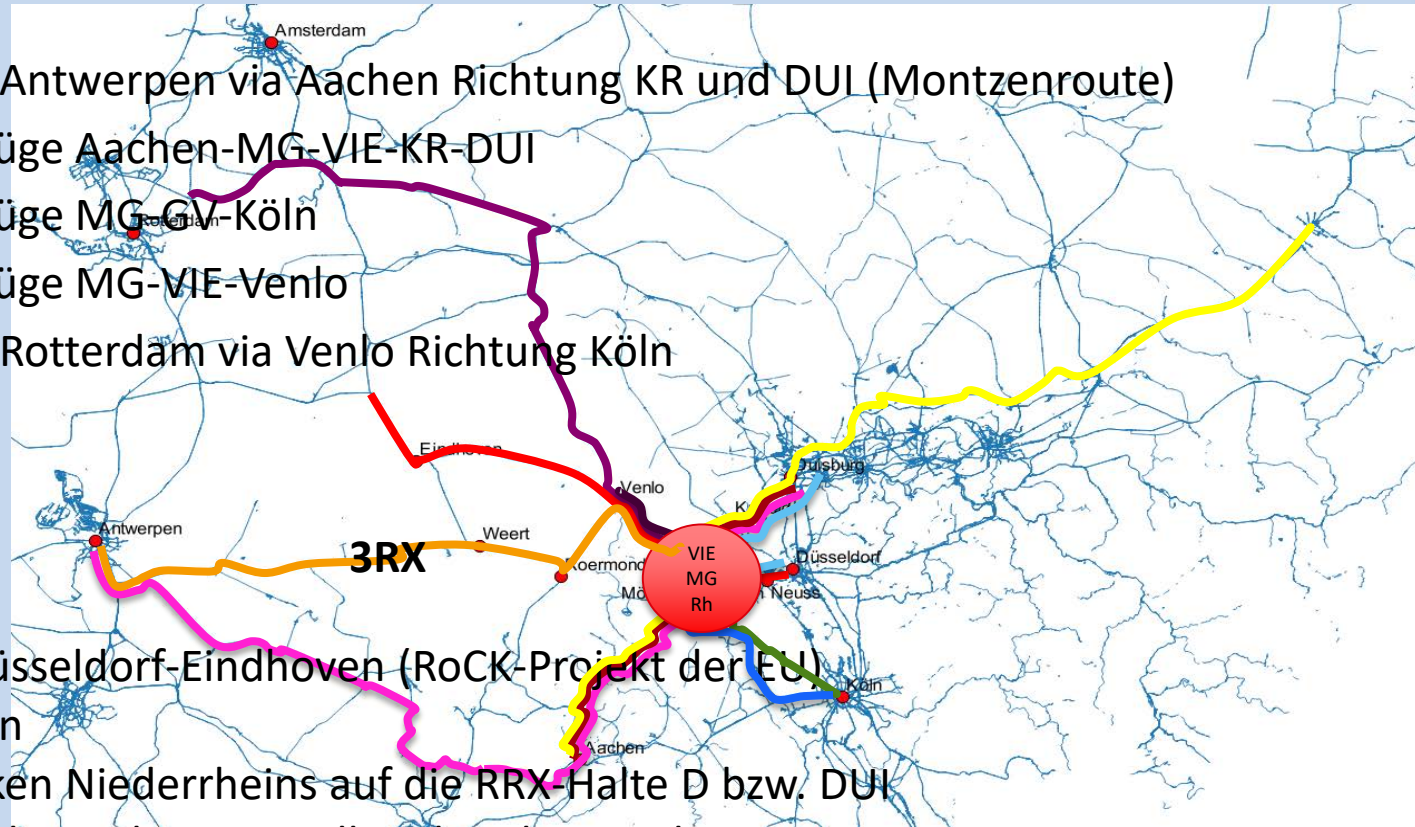 Amsterdam
Antwerpen via Aachen Richtung KR und DUI (Montzenroute)
üge Aachen-MG-VIE-KR-DUI
üge MG-GV-Köln
Rotterdam
üge MG-VIE-Venlo
Rotterdam via Venlo Richtung Köln
Eindhoven
Duisburg
Venlo
Antwerpen
Weert
3RX
VIE
MG
Rh
Roermond
Düsseldorf
Neuss
üsseldorf-Eindhoven (RoCK-Projekt der EU)
Köln
n
Aachen
ken Niederrheins auf die RRX-Halte D bzw. DUI